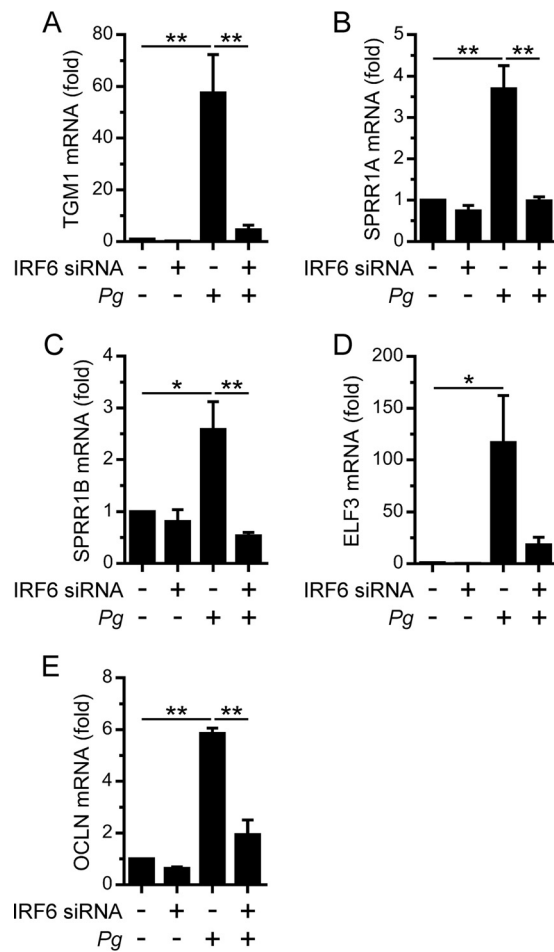 A
TGM1 mRNA (fold)
80
60
40
20
0
** **
IRF6 siRNA - + - +
Pg - - + +
B
SPRR1A mRNA (fold)
5
4
3
2
1
0
** **
IRF6 siRNA - + - +
Pg - - + +
C
SPRR1B mRNA (fold)
4
3
2
1
0
* **
IRF6 siRNA - + - +
Pg - - + +
D
ELF3 mRNA (fold)
200
150
100
50
0
*
IRF6 siRNA - + - +
Pg - - + +
E
OCLN mRNA (fold)
8
6
4
2
0
** **
IRF6 siRNA - + - +
Pg - - + +